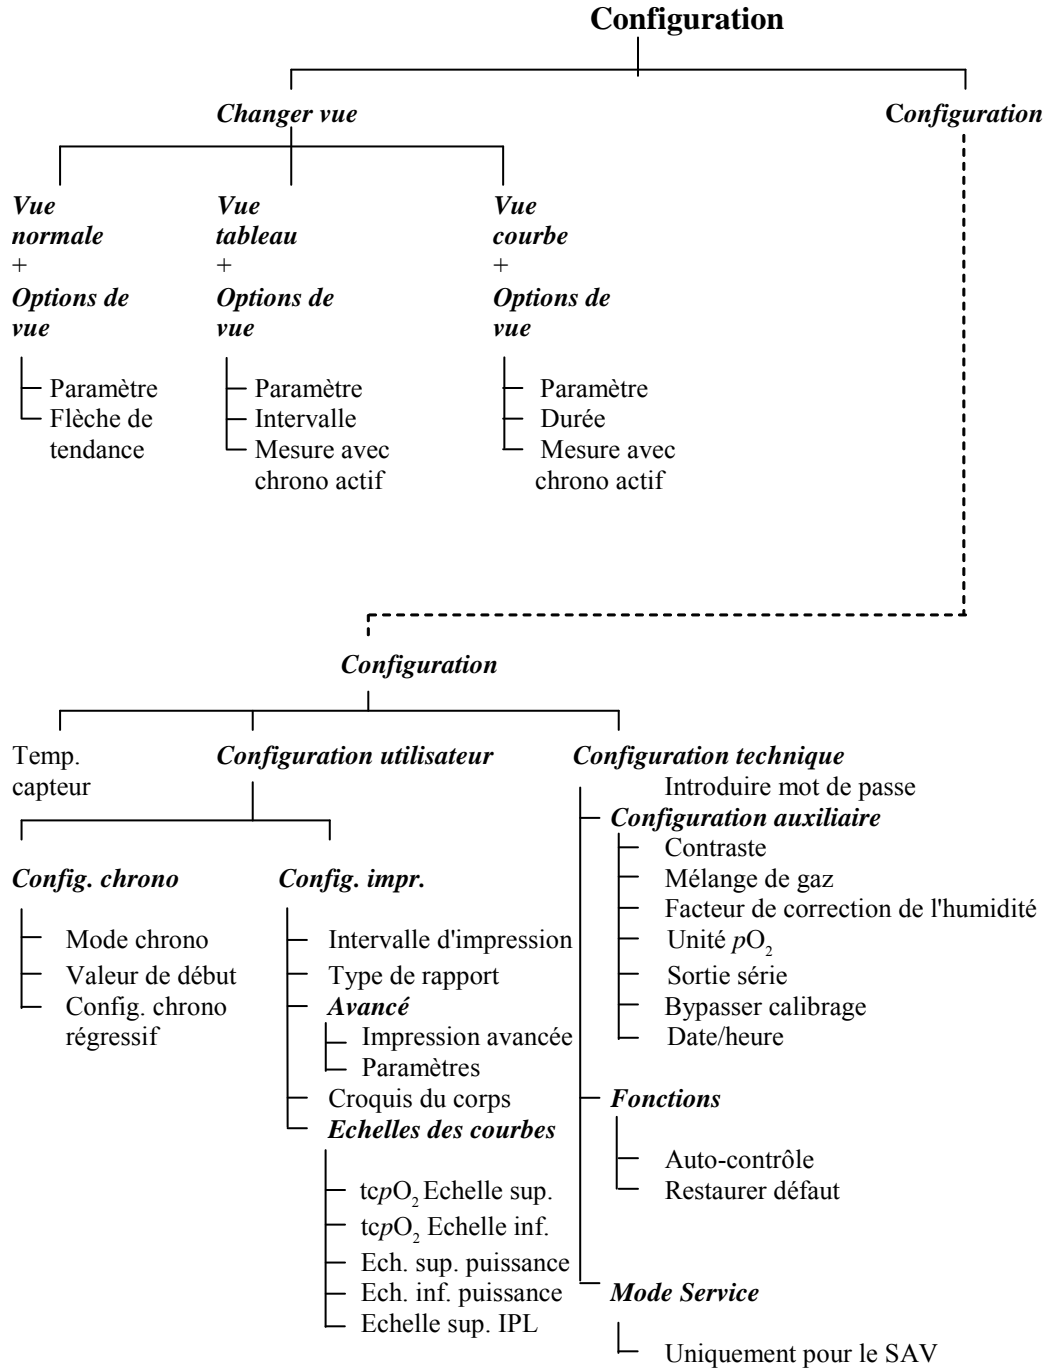 Configuration
Changer vue
Configuration
Vue
normale
+
Options de
vue
Paramètre
Flèche de
tendance
Vue
tableau
+
Options de
vue
Paramètre
Intervalle
Mesure avec
chrono actif
Vue
courbe
+
Options de
vue
Paramètre
Durée
Mesure avec
chrono actif
Configuration
Temp.
capteur
Configuration utilisateur
Config. chrono
Mode chrono
Valeur de début
Config. chrono
régressif
Config. impr.
Intervalle d'impression
Type de rapport
Avancé
Impression avancée
Paramètres
Croquis du corps
Echelles des courbes
tcpO2 Echelle sup.
tcpO2 Echelle inf.
Ech. sup. puissance
Ech. inf. puissance
Echelle sup. IPL
Configuration technique
Introduire mot de passe
Configuration auxiliaire
Contraste
Mélange de gaz
Facteur de correction de l'humidité
Unité pO2
Sortie série
Bypasser calibrage
Date/heure
Fonctions
Auto-contrôle
Restaurer défaut
Mode Service
Uniquement pour le SAV